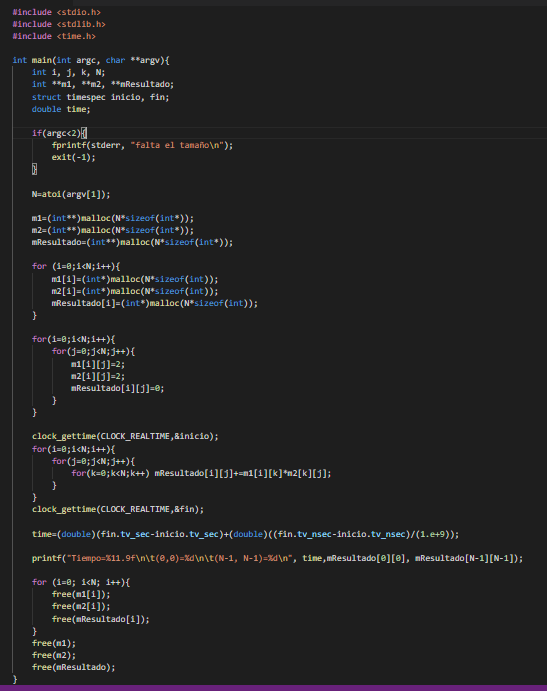 #include <stdio.h>
#include <stdlib.h>
#include <time.h>
int main(int argc, char **argv){
int i, j, k, N;
int **m1, **m2, **mResultado;
struct timespec inicio, fin;
double time;
if(argc<2){
fprintf(stderr, "falta el tamaño\n");
exit(-1);
}
N=atoi(argv[1]);
m1=(int**)malloc(N*sizeof(int*));
m2=(int**)malloc(N*sizeof(int*));
mResultado=(int**)malloc(N*sizeof(int*));
for (i=0;i<N;i++){
m1[i]=(int*)malloc(N*sizeof(int));
m2[i]=(int*)malloc(N*sizeof(int));
mResultado[i]=(int*)malloc(N*sizeof(int));
}
for(i=0;i<N;i++){
for(j=0;j<N;j++){
m1[i][j]=2;
m2[i][j]=2;
mResultado[i][j]=0;
}
}
clock_gettime(CLOCK_REALTIME,&inicio);
for(i=0;i<N;i++){
for(j=0;j<N;j++){
for(k=0;k<N;k++) mResultado[i][j]+=m1[i][k]*m2[k][j];
}
}
clock_gettime(CLOCK_REALTIME,&fin);
time=(double)(fin.tv_sec-inicio.tv_sec)+(double)((fin.tv_nsec-inicio.tv_nsec)/(1.e+9));
printf("Tiempo=%11.9f\n\t(0,0)=%d\n\t(N-1, N-1)=%d\n", time,mResultado[0][0], mResultado[N-1][N-1]);
for (i=0; i<N; i++){
free(m1[i]);
free(m2[i]);
free(mResultado[i]);
}
free(m1);
free(m2);
free(mResultado);
}